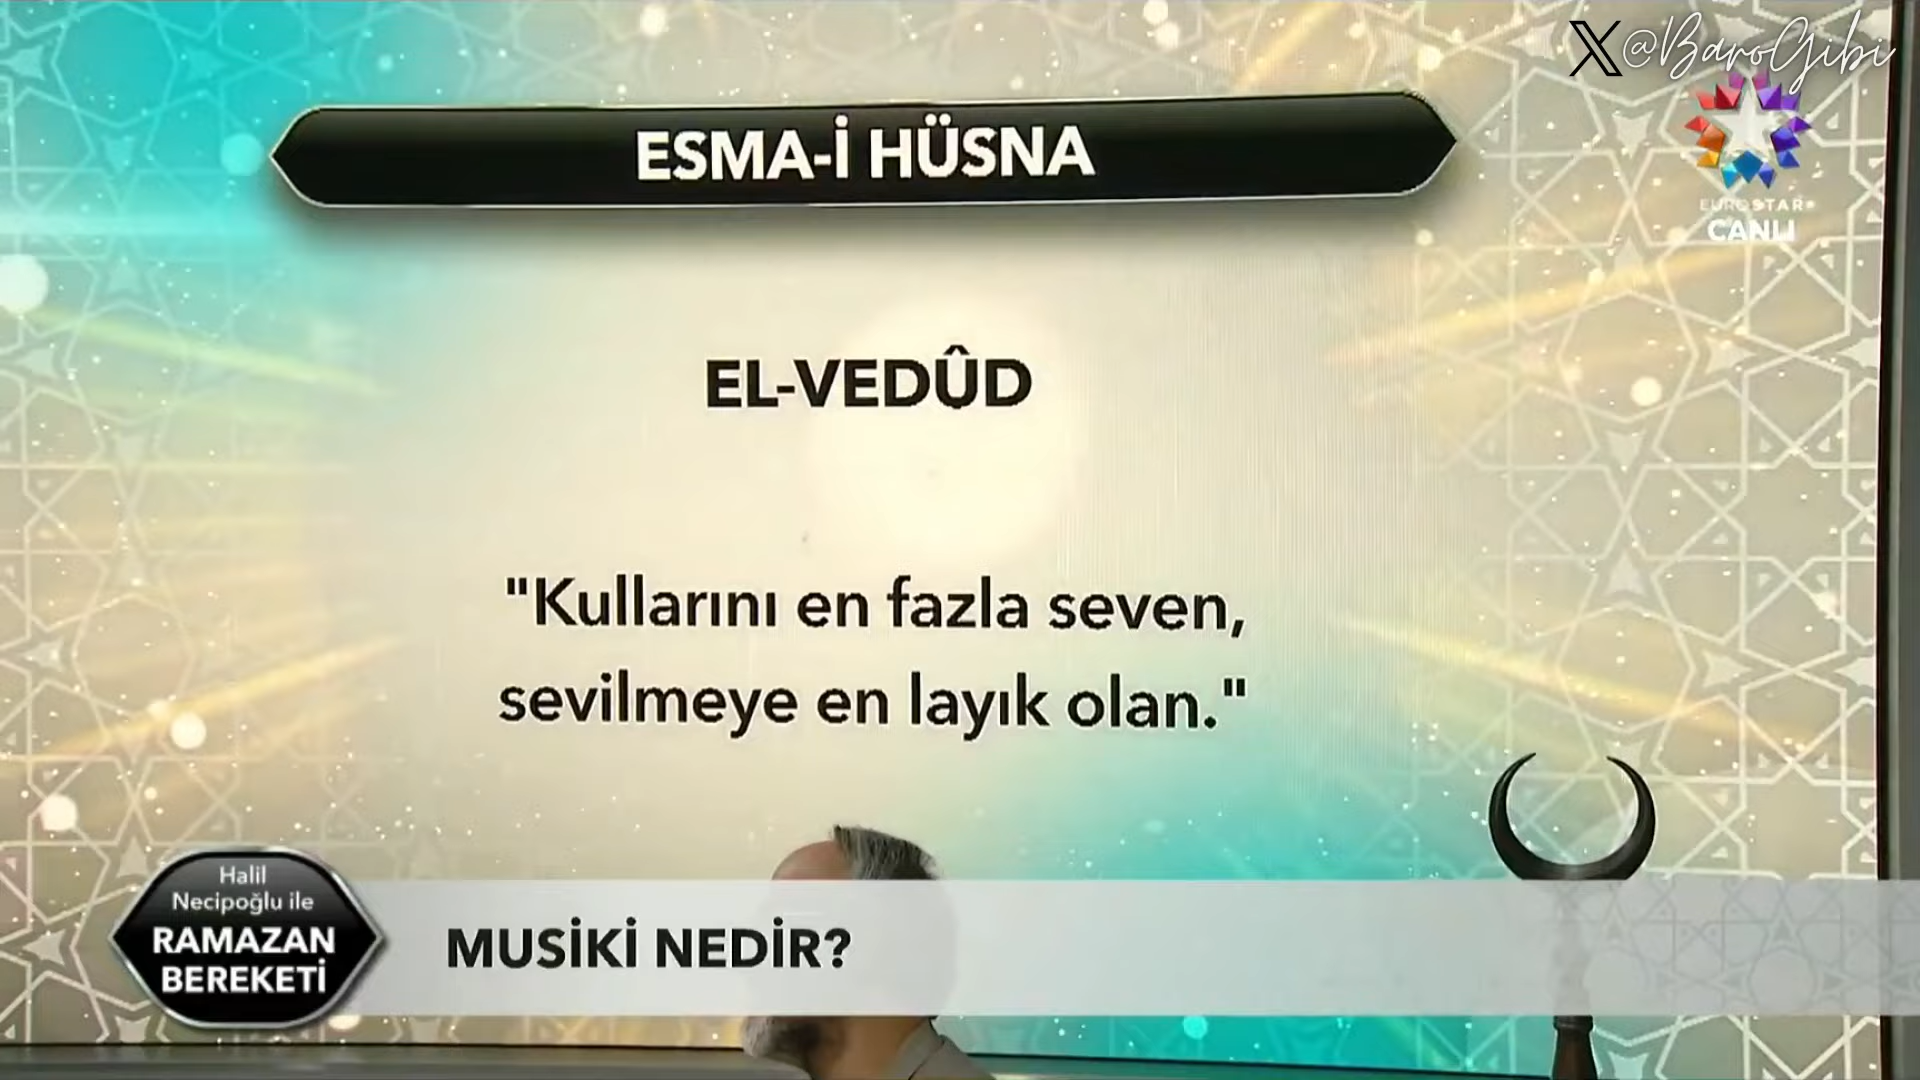 X@BaroGibi
ESMA-İ HÜSNA
EUROSTAR
CANLI
EL-VEDÛD
"Kullarını en fazla seven,
sevilmeye en layık olan."
Halil
Necipoğlu ile
RAMAZAN
BEREKETİ
MUSİKİ NEDİR?